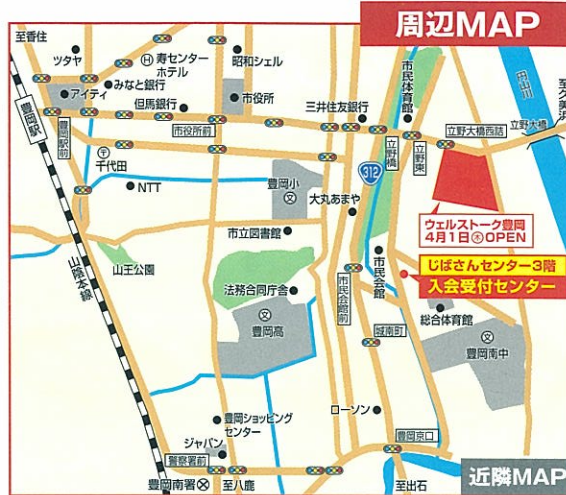 周辺MAP
至香住
ツタヤ
Ⓗ寿センター
ホテル
昭和シェル
みなと銀行
アイティ
但馬銀行
市役所
三井住友銀行
市民体育館
円山川
至久美浜
豊岡駅
豊岡駅前
市役所前
立野橋
立野東
立野大橋西詰
立野大橋
〒
千代田
NTT
豊岡小
文
312
大丸あまや
ウェルストーク豊岡
4月1日㊌OPEN
市立図書館
山王公園
山陰本線
法務合同庁舎
市民会館
市民会館前
じばさんセンター3階
入会受付センター
文
豊岡高
城南町
総合体育館
文
豊岡南中
豊岡ショッピング
センター
ローソン
ジャパン
豊岡京口
警察署前
豊岡南署
至八鹿
至出石
近隣MAP